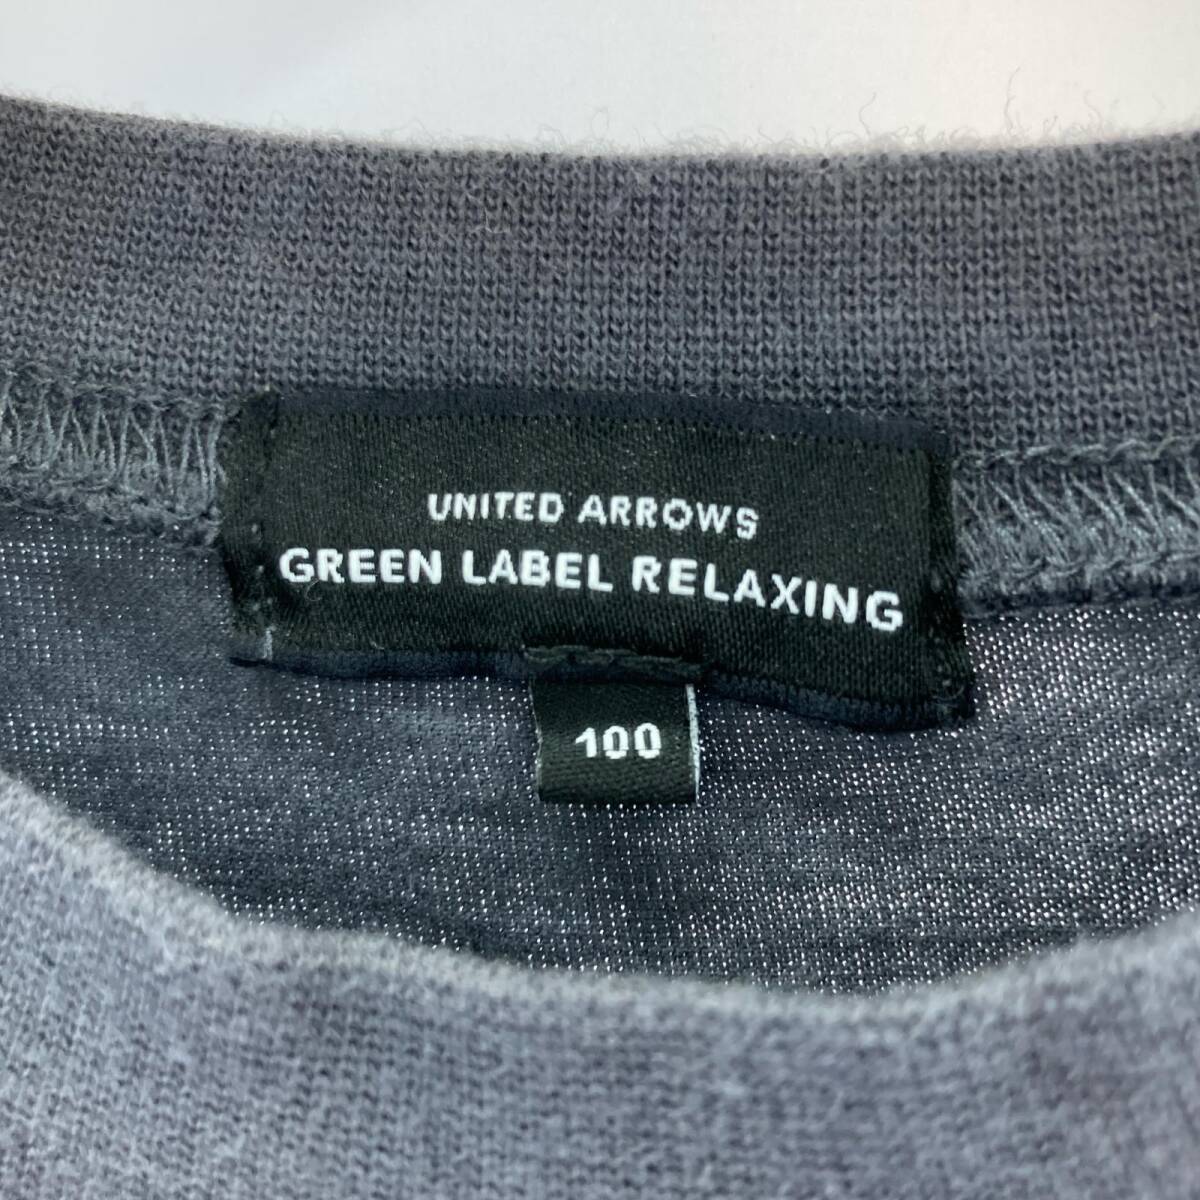 UNITED ARROWS
GREEN LABEL RELAXING
100